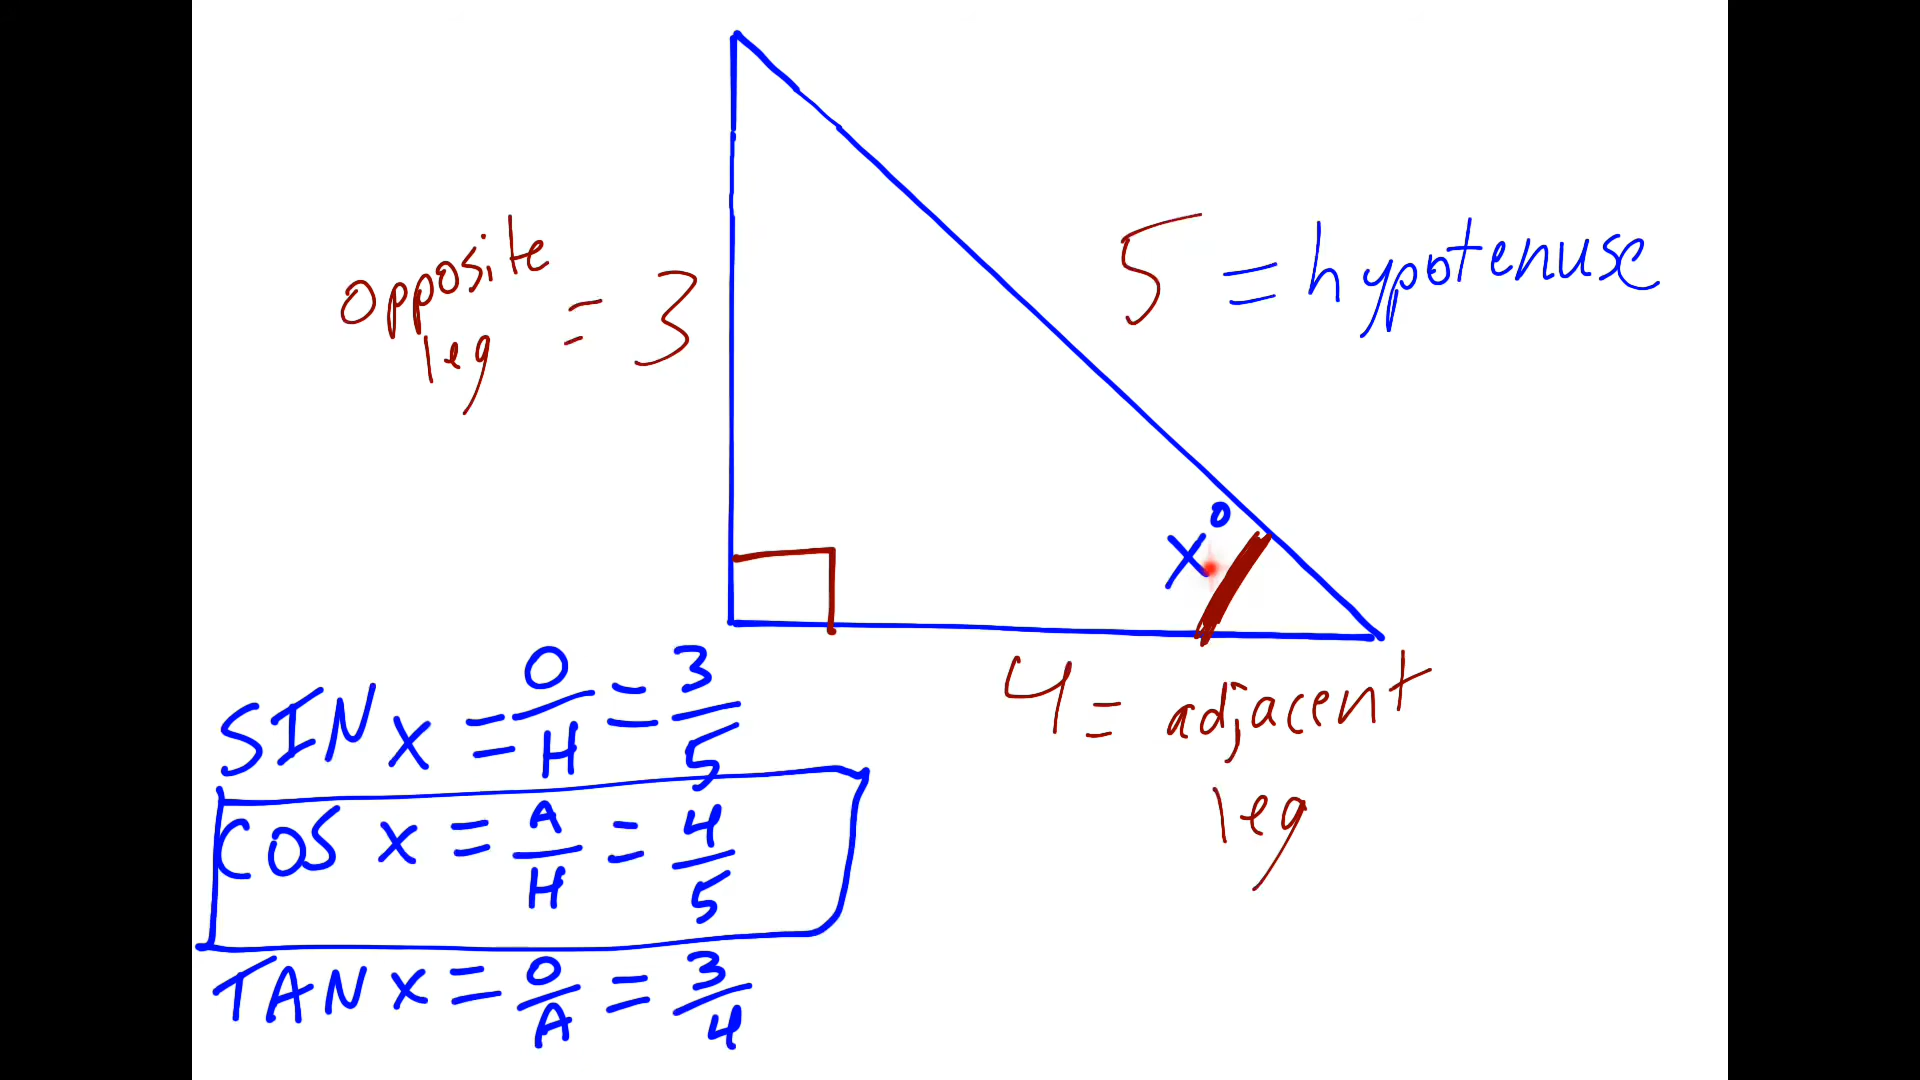 opposite
leg = 3
5 = hypotenuse
x°
4 = adjacent
leg
SIN x = O/H = 3/5
COS x = A/H = 4/5
TAN x = O/A = 3/4